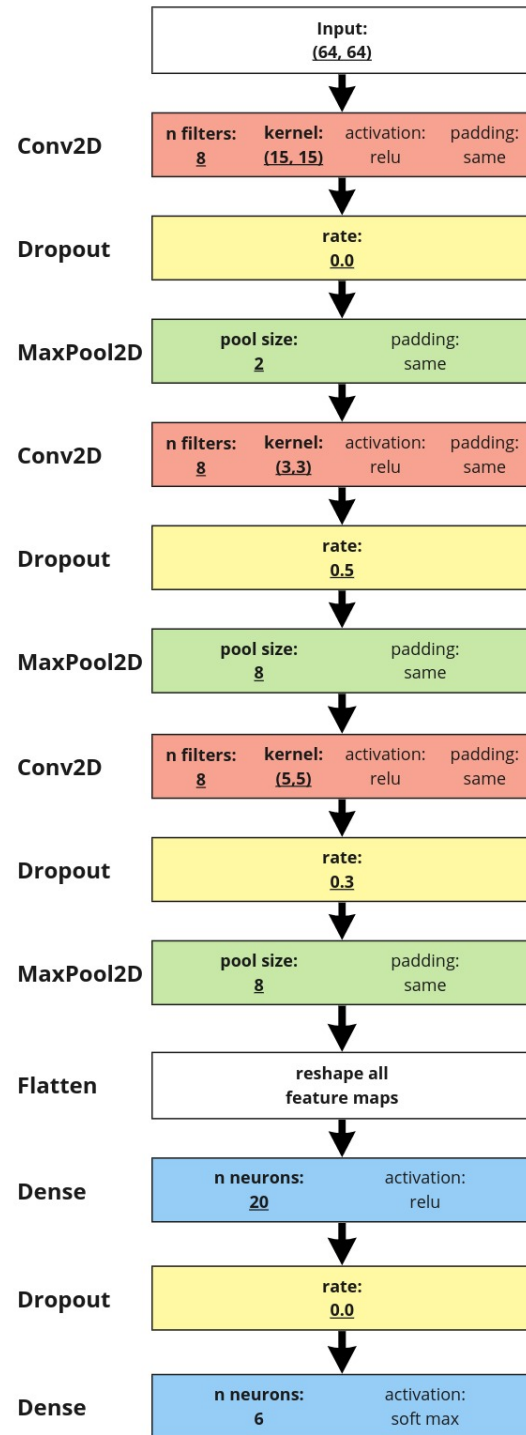 Input:
(64, 64)
Conv2D
n filters: kernel: activation: padding:
8 (15, 15) relu same
Dropout
rate:
0.0
MaxPool2D
pool size: padding:
2 same
Conv2D
n filters: kernel: activation: padding:
8 (3,3) relu same
Dropout
rate:
0.5
MaxPool2D
pool size: padding:
8 same
Conv2D
n filters: kernel: activation: padding:
8 (5,5) relu same
Dropout
rate:
0.3
MaxPool2D
pool size: padding:
8 same
Flatten
reshape all
feature maps
Dense
n neurons: activation:
20 relu
Dropout
rate:
0.0
Dense
n neurons: activation:
6 soft max